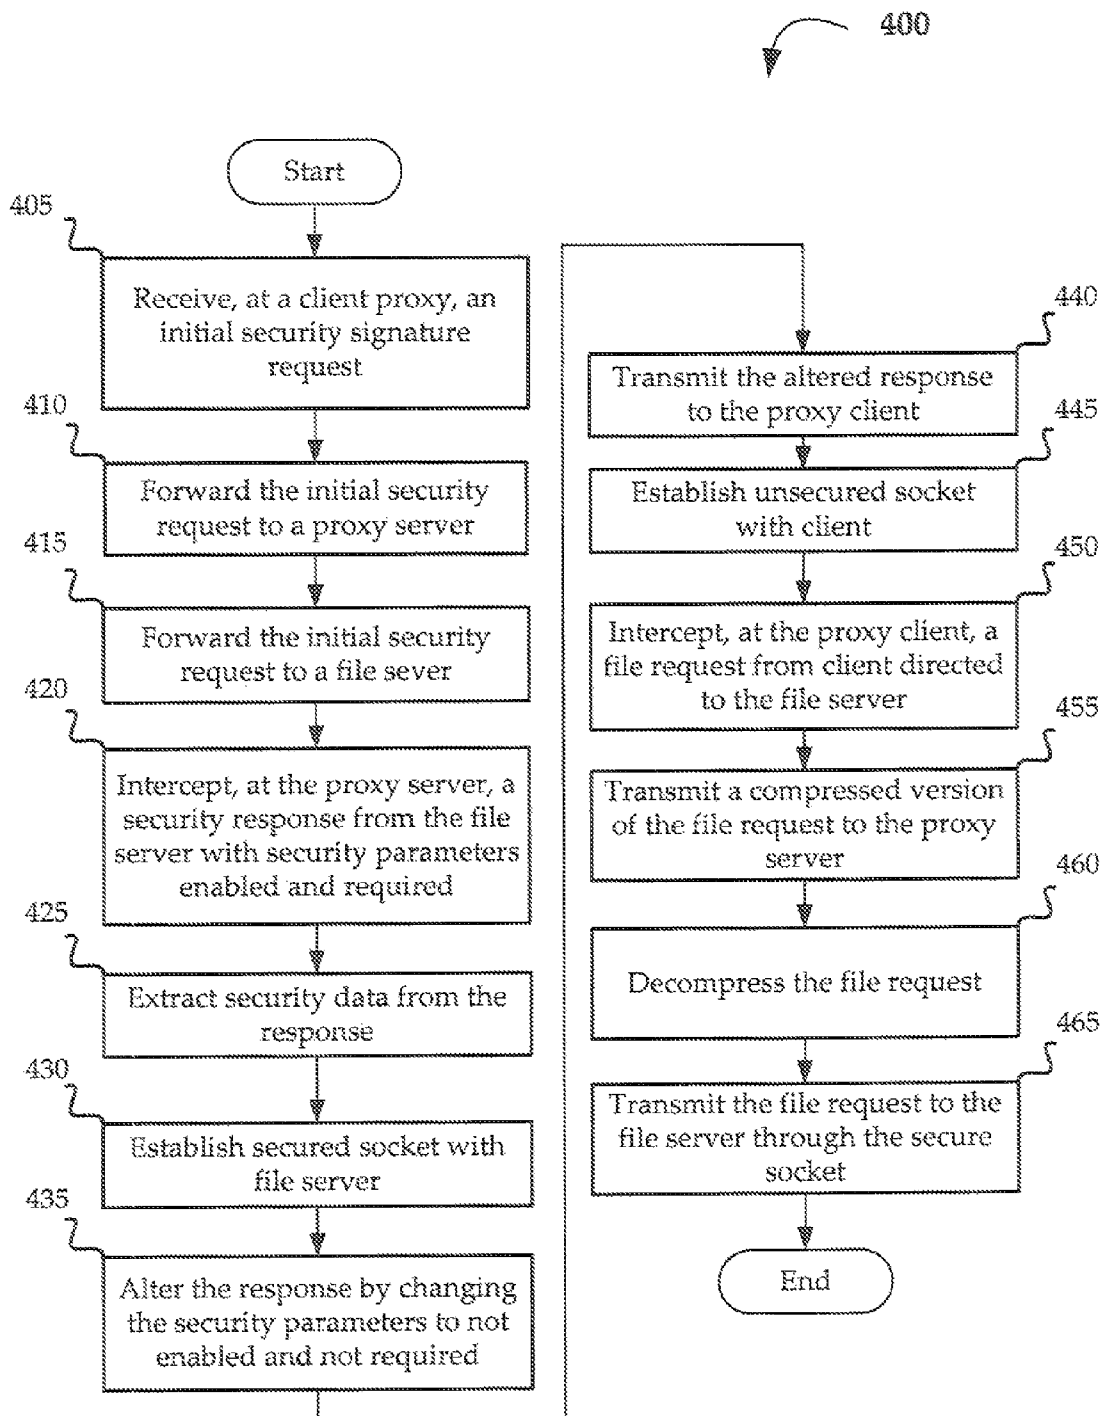 400
Start
405
Receive, at a client proxy, an
initial security signature
request
410
Forward the initial security
request to a proxy server
415
Forward the initial security
request to a file sever
420
Intercept, at the proxy server, a
security response from the file
server with security parameters
enabled and required
425
Extract security data from the
response
430
Establish secured socket with
file server
435
Alter the response by changing
the security parameters to not
enabled and not required
440
Transmit the altered response
to the proxy client
445
Establish unsecured socket
with client
450
Intercept, at the proxy client, a
file request from client directed
to the file server
455
Transmit a compressed version
of the file request to the proxy
server
460
Decompress the file request
465
Transmit the file request to the
file server through the secure
socket
End